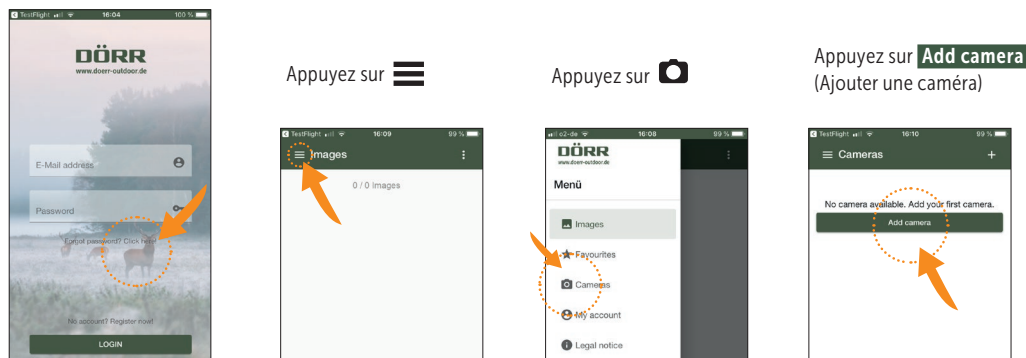 TestFlight 16:04 100 %
DÖRR
www.doerr-outdoor.de
E-Mail address
Password
Forgot password? Click here!
No account? Register now!
LOGIN
Appuyez sur
TestFlight 16:09 99 %
Images
0 / 0 Images
Appuyez sur
o2-de 16:08 99 %
DÖRR
www.doerr-outdoor.de
Menü
Images
Favourites
Cameras
My account
Legal notice
Appuyez sur Add camera
(Ajouter une caméra)
TestFlight 16:10 99 %
Cameras +
No camera available. Add your first camera.
Add camera